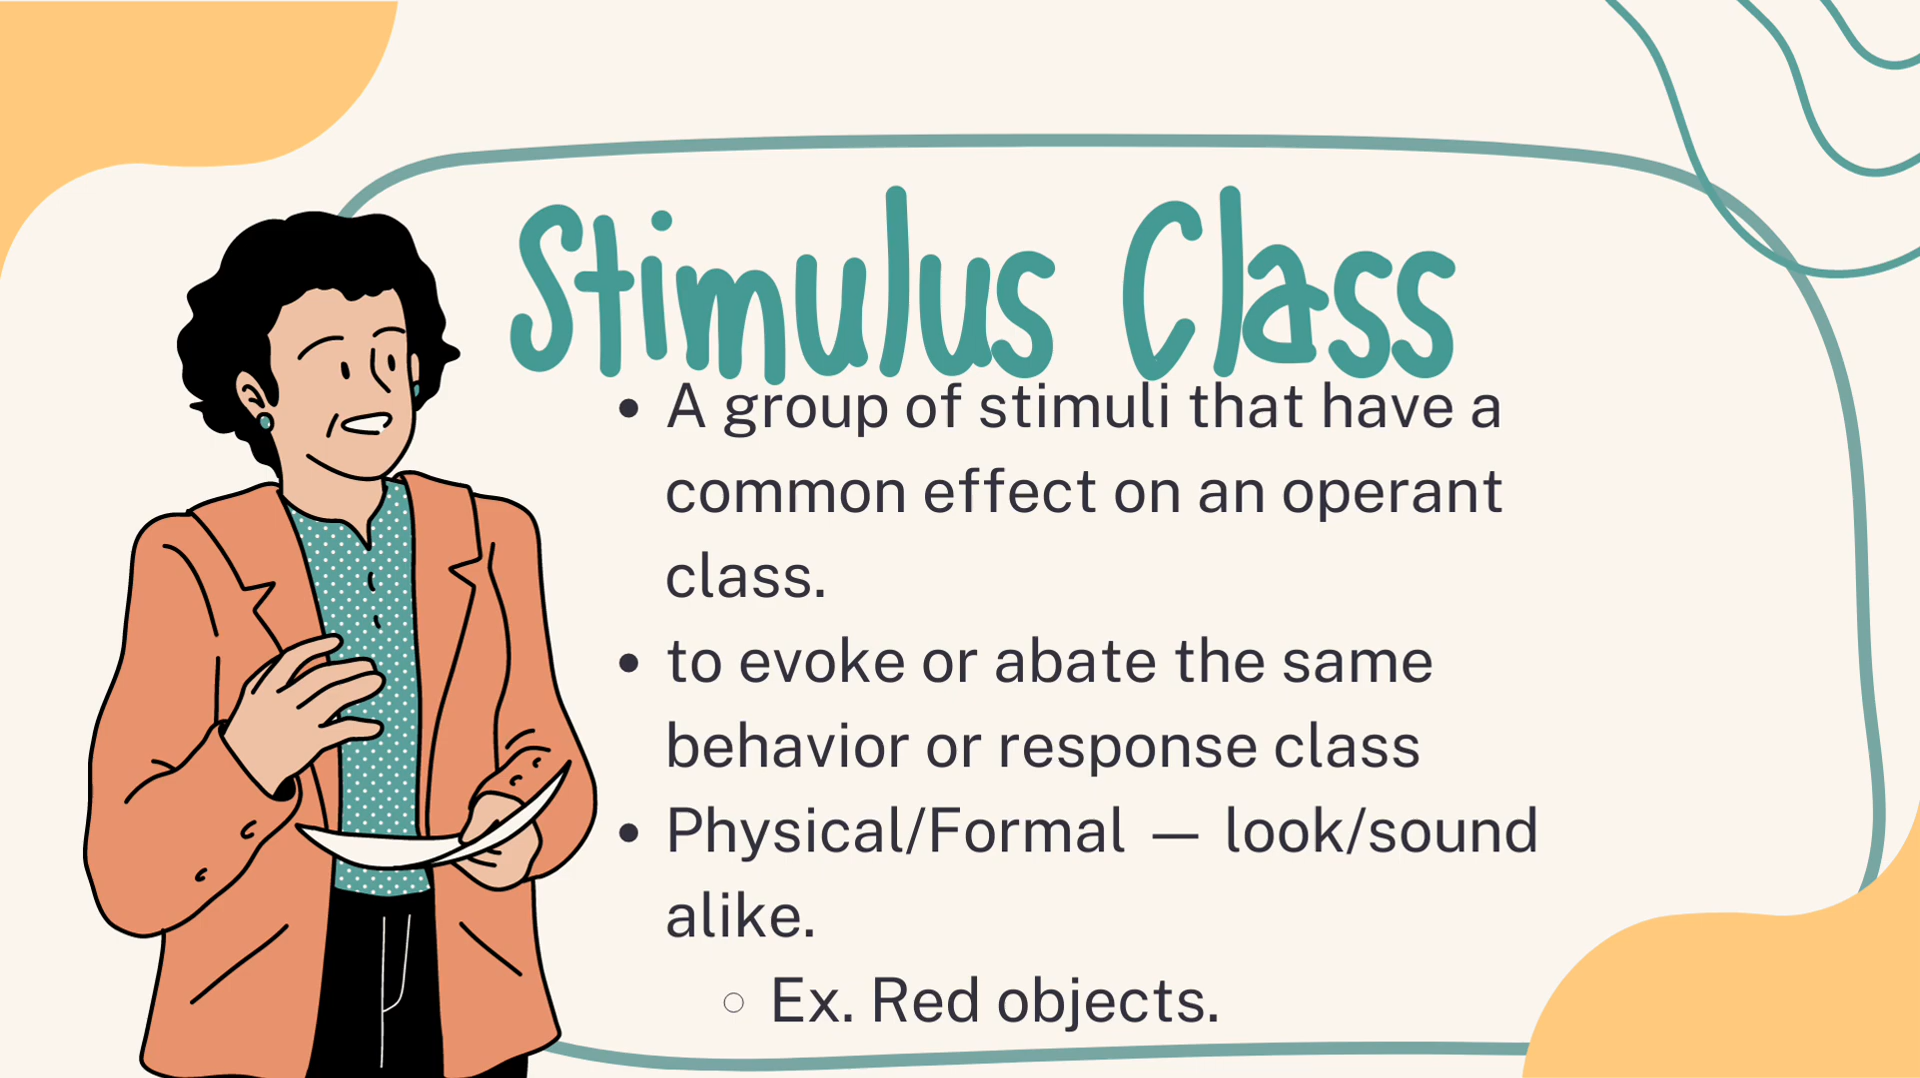 Stimulus Class
• A group of stimuli that have a
common effect on an operant
class.
• to evoke or abate the same
behavior or response class
• Physical/Formal — look/sound
alike.
○ Ex. Red objects.